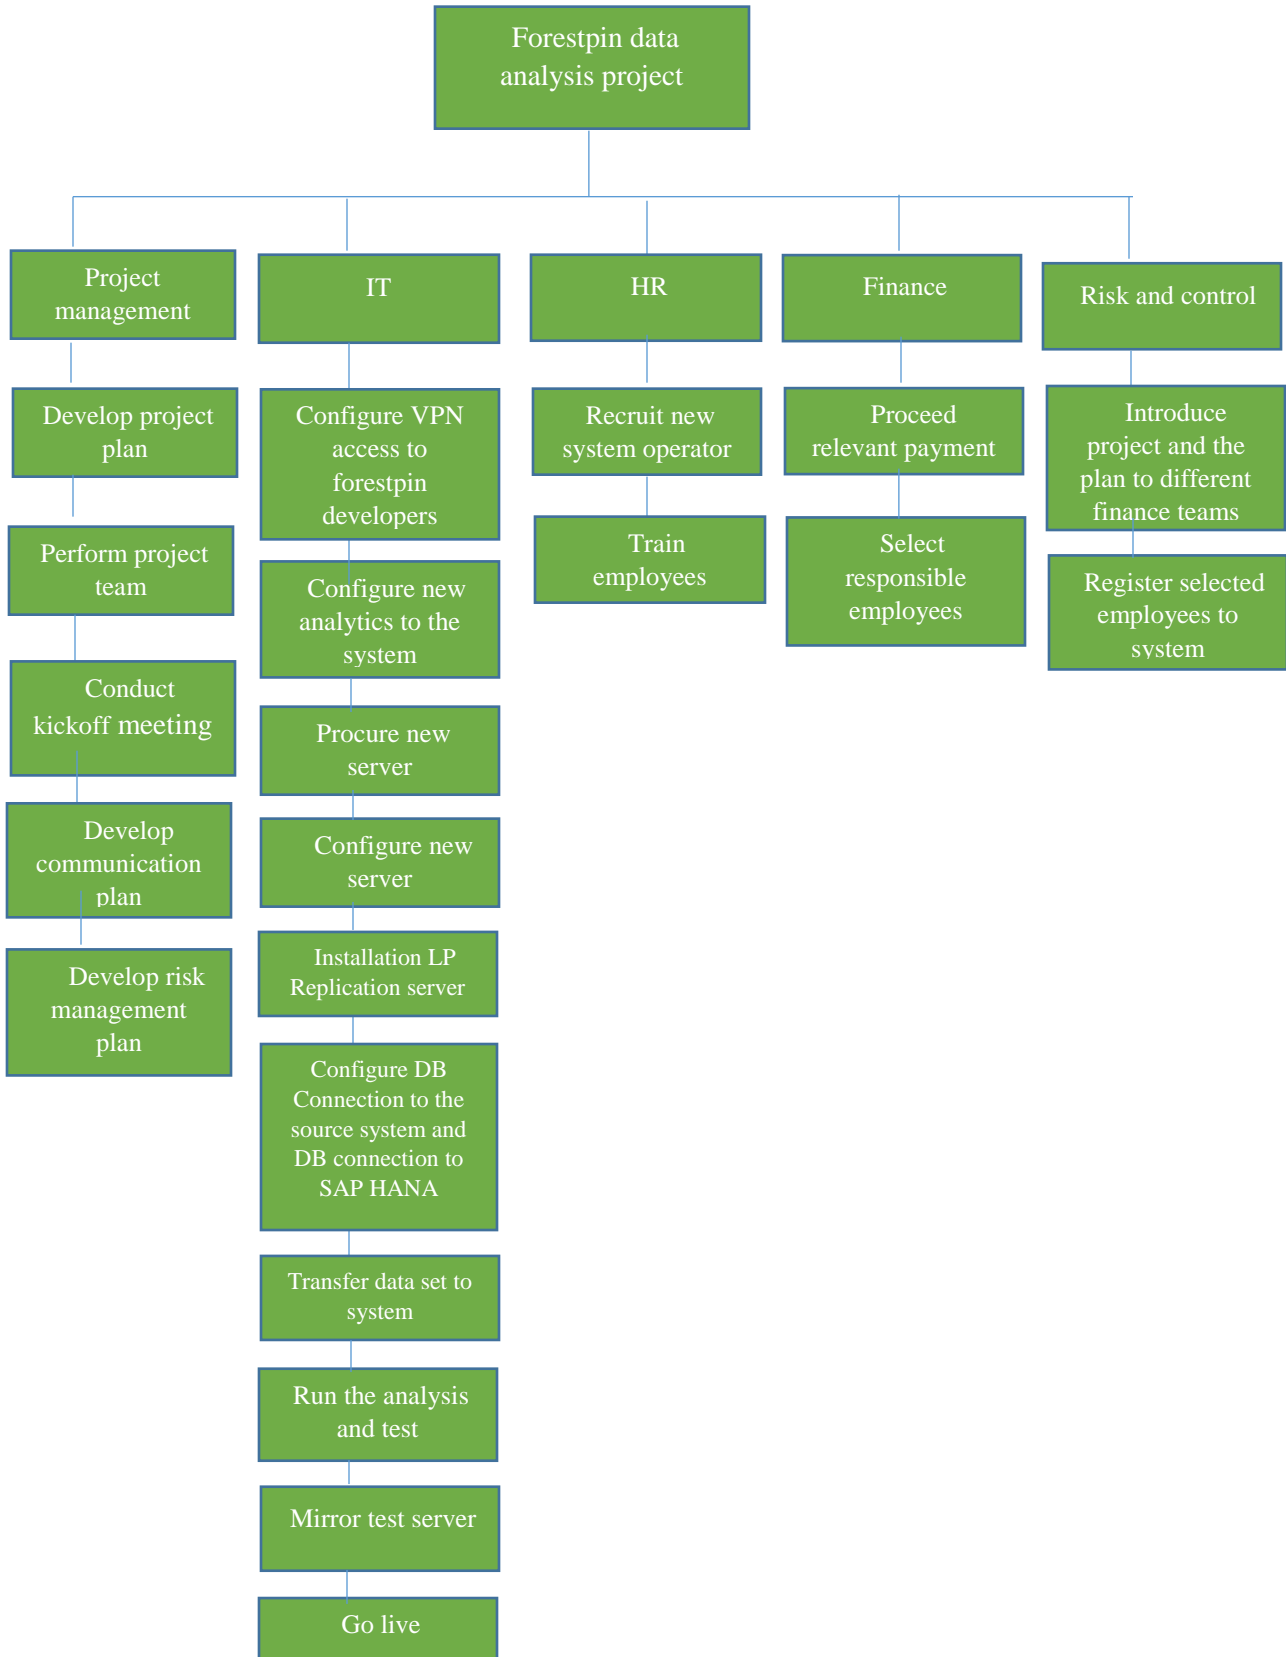 Forestpin data
analysis project
Project
management
IT
HR
Finance
Risk and control
Develop project
plan
Perform project
team
Conduct
kickoff meeting
Develop
communication
plan
Develop risk
management
plan
Configure VPN
access to
forestpin
developers
Configure new
analytics to the
system
Procure new
server
Configure new
server
Installation LP
Replication server
Configure DB
Connection to the
source system and
DB connection to
SAP HANA
Transfer data set to
system
Run the analysis
and test
Mirror test server
Go live
Recruit new
system operator
Train
employees
Proceed
relevant payment
Select
responsible
employees
Introduce
project and the
plan to different
finance teams
Register selected
employees to
system